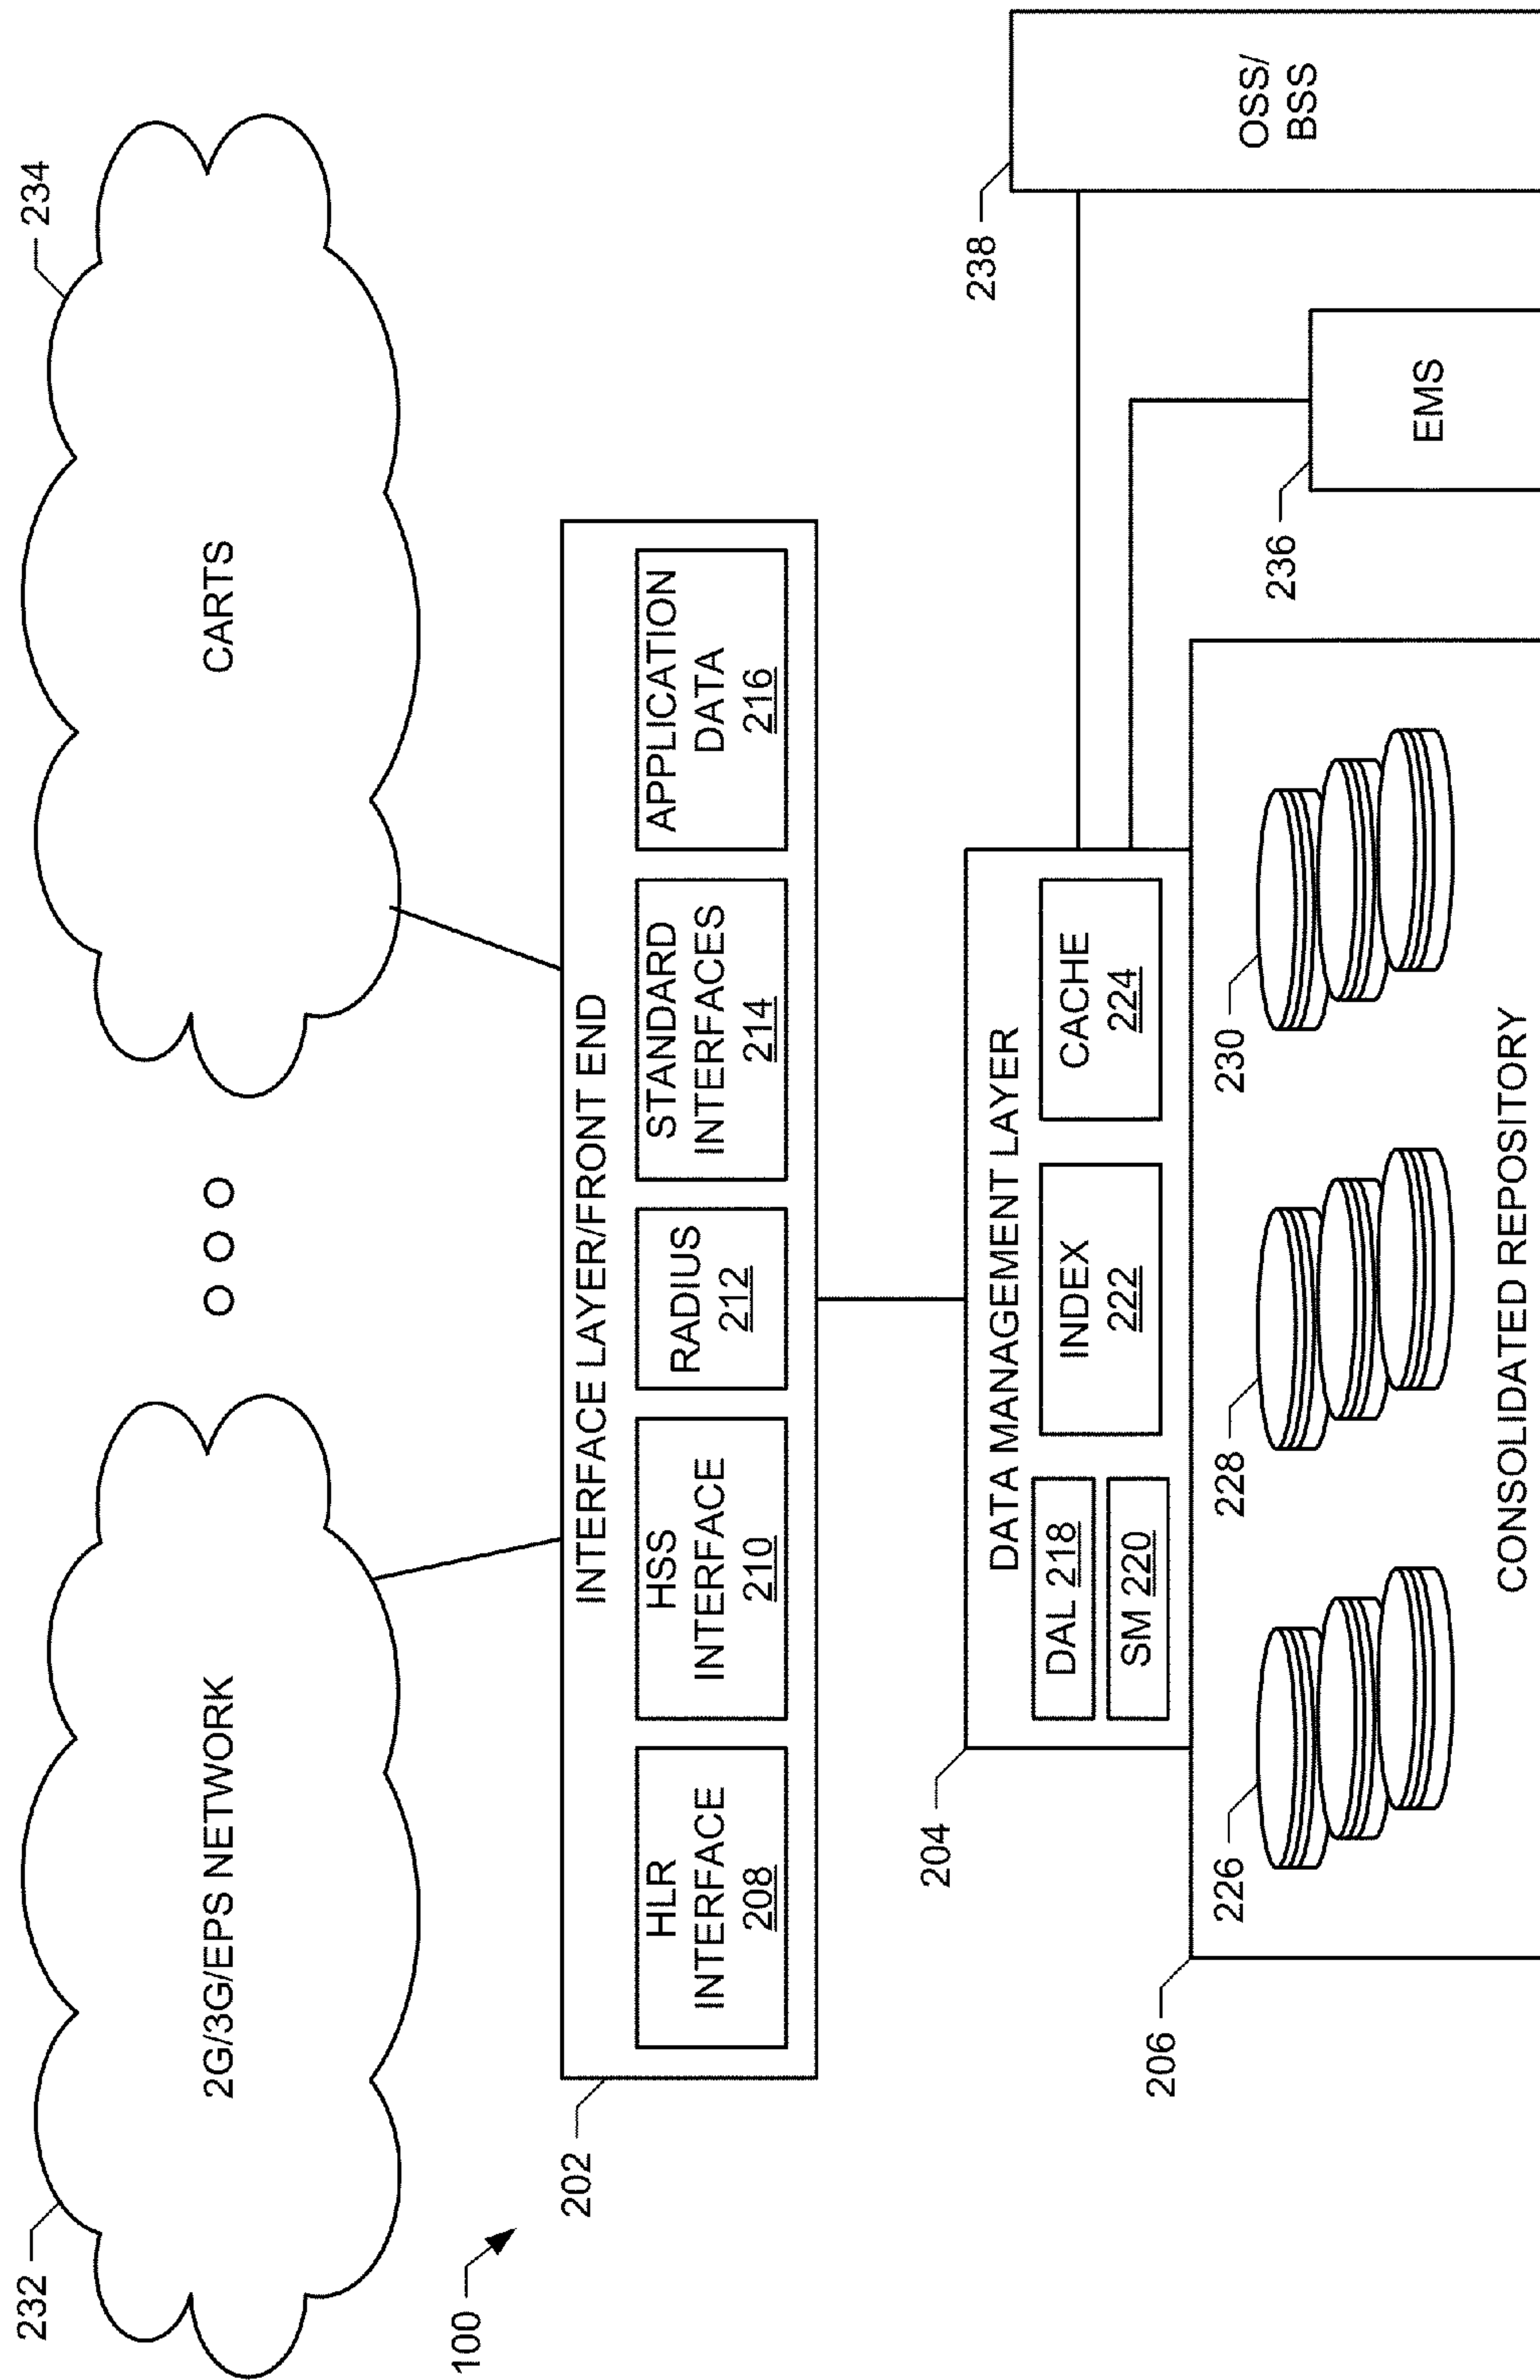 232
2G/3G/EPS NETWORK
234
CARTS
100
202
INTERFACE LAYER/FRONT END
HLR
INTERFACE
208
HSS
INTERFACE
210
RADIUS
212
STANDARD
INTERFACES
214
APPLICATION
DATA
216
204
DATA MANAGEMENT LAYER
DAL 218
SM 220
INDEX
222
CACHE
224
238
OSS/
BSS
236
EMS
206
226
228
230
CONSOLIDATED REPOSITORY